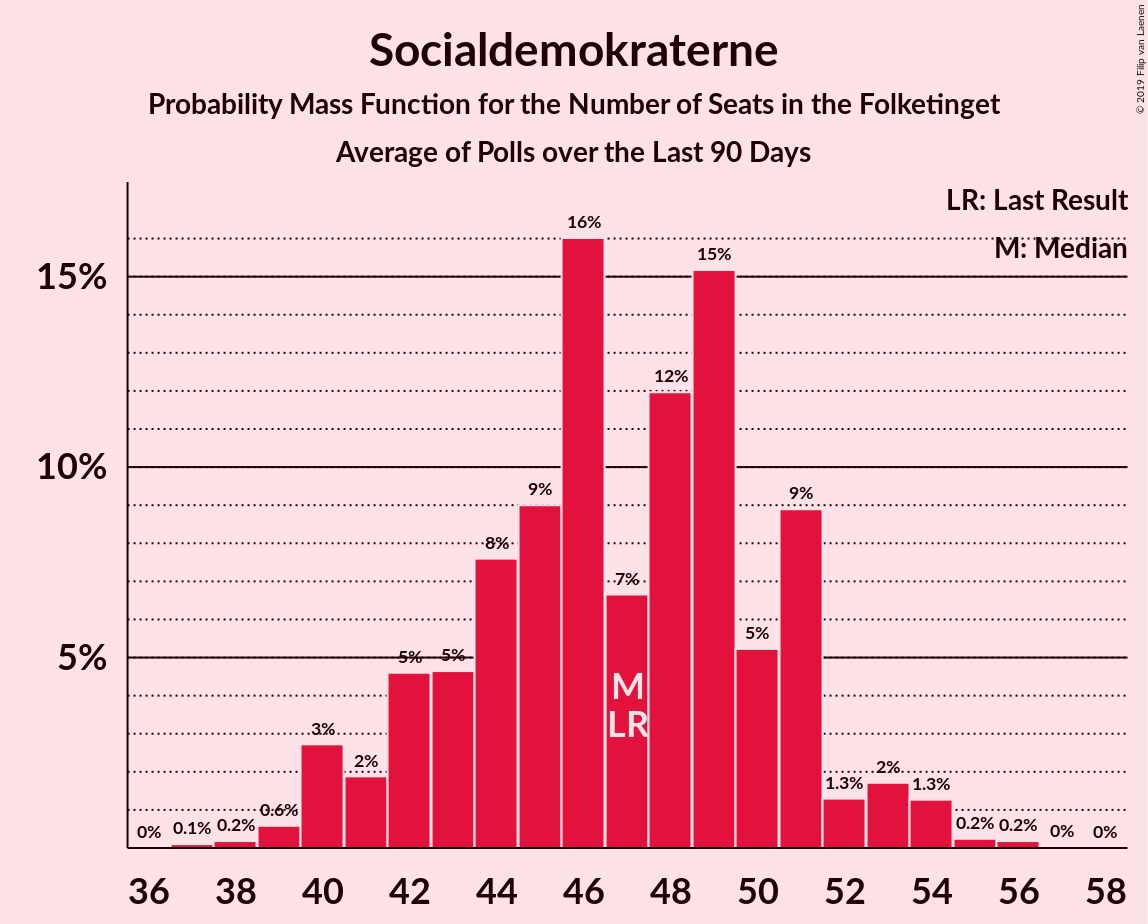 Socialdemokraterne
Probability Mass Function for the Number of Seats in the Folketinget
Average of Polls over the Last 90 Days
© 2019 Filip van Laenen
LR: Last Result
M: Median
15%
10%
5%
0%
0.1%
0.2%
0.6%
3%
2%
5%
5%
8%
9%
16%
7%
12%
15%
5%
9%
1.3%
2%
1.3%
0.2%
0.2%
0%
0%
M
LR
36 38 40 42 44 46 48 50 52 54 56 58